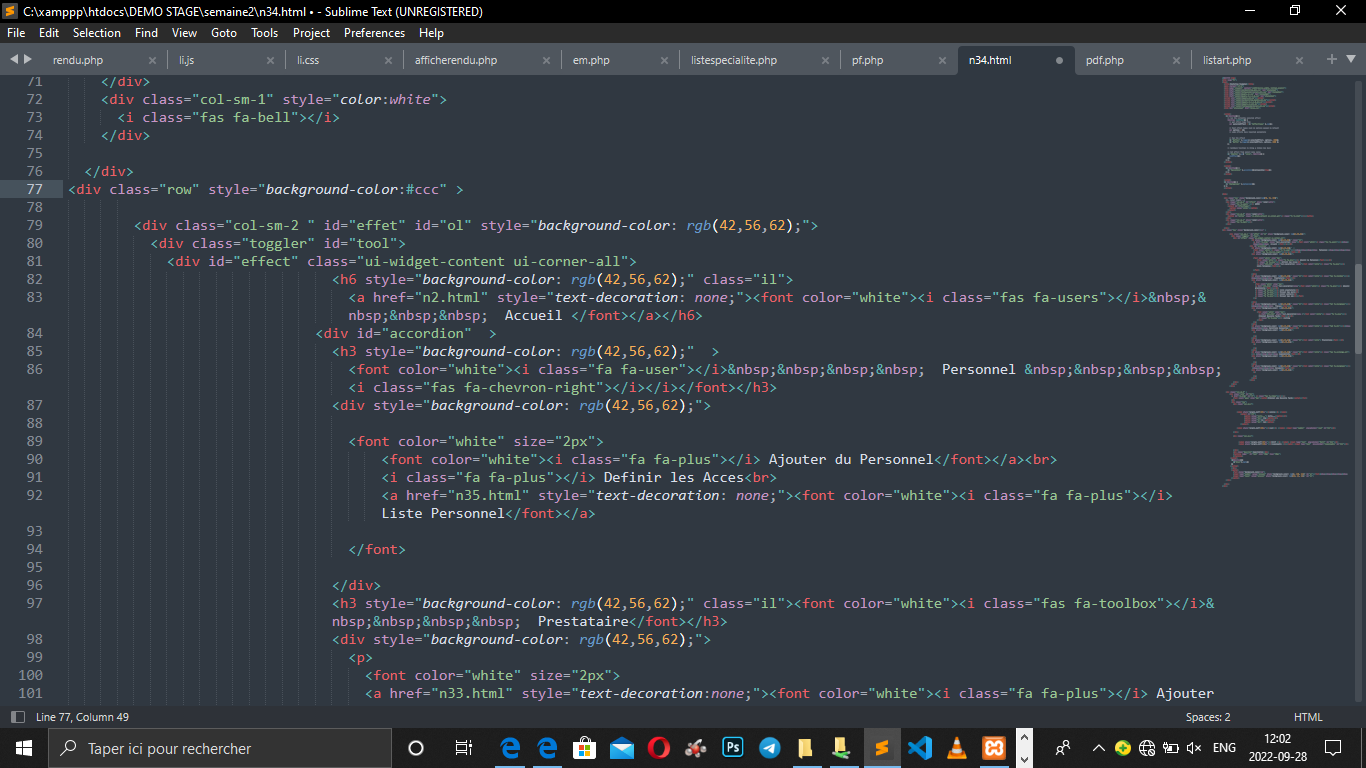 C:\xamppp\htdocs\DEMO STAGE\semaine2\n34.html • - Sublime Text (UNREGISTERED)
File Edit Selection Find View Goto Tools Project Preferences Help
rendu.php li.js li.css afficherendu.php em.php listespecialite.php pf.php n34.html pdf.php listart.php
71 </div>
72 <div class="col-sm-1" style="color:white">
73 <i class="fas fa-bell"></i>
74 </div>
75
76 </div>
77 <div class="row" style="background-color:#ccc" >
78
79 <div class="col-sm-2 " id="effet" id="ol" style="background-color: rgb(42,56,62);">
80 <div class="toggler" id="tool">
81 <div id="effect" class="ui-widget-content ui-corner-all">
82 <h6 style="background-color: rgb(42,56,62);" class="il">
83 <a href="n2.html" style="text-decoration: none;"><font color="white"><i class="fas fa-users"></i>&nbsp;&
nbsp;&nbsp;&nbsp; Accueil </font></a></h6>
84 <div id="accordion" >
85 <h3 style="background-color: rgb(42,56,62);" >
86 <font color="white"><i class="fa fa-user"></i>&nbsp;&nbsp;&nbsp;&nbsp; Personnel &nbsp;&nbsp;&nbsp;&nbsp;
<i class="fas fa-chevron-right"></i></i></font></h3>
87 <div style="background-color: rgb(42,56,62);">
88
89 <font color="white" size="2px">
90 <font color="white"><i class="fa fa-plus"></i> Ajouter du Personnel</font></a><br>
91 <i class="fa fa-plus"></i> Definir les Acces<br>
92 <a href="n35.html" style="text-decoration: none;"><font color="white"><i class="fa fa-plus"></i>
Liste Personnel</font></a>
93
94 </font>
95
96 </div>
97 <h3 style="background-color: rgb(42,56,62);" class="il"><font color="white"><i class="fas fa-toolbox"></i>&
nbsp;&nbsp;&nbsp;&nbsp; Prestataire</font></h3>
98 <div style="background-color: rgb(42,56,62);">
99 <p>
100 <font color="white" size="2px">
101 <a href="n33.html" style="text-decoration:none;"><font color="white"><i class="fa fa-plus"></i> Ajouter
Line 77, Column 49 Spaces: 2 HTML
Taper ici pour rechercher
Ps
ENG
12:02
2022-09-28